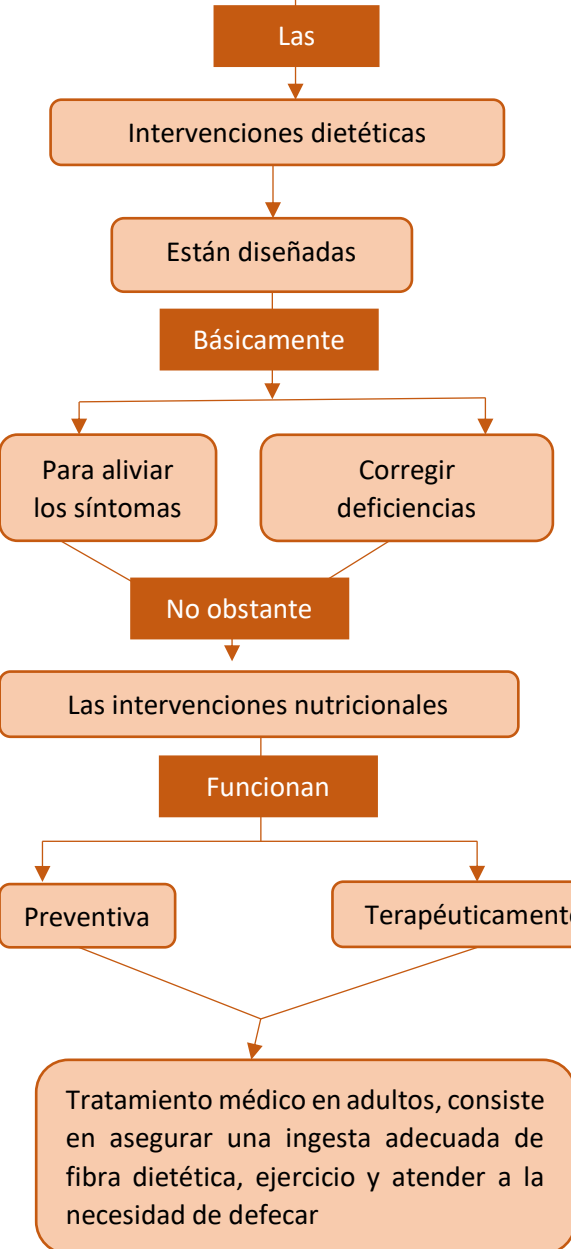 Las
Intervenciones dietéticas
Están diseñadas
Básicamente
Para aliviar
los síntomas
Corregir
deficiencias
No obstante
Las intervenciones nutricionales
Funcionan
Preventiva
Terapéuticamente
Tratamiento médico en adultos, consiste
en asegurar una ingesta adecuada de
fibra dietética, ejercicio y atender a la
necesidad de defecar